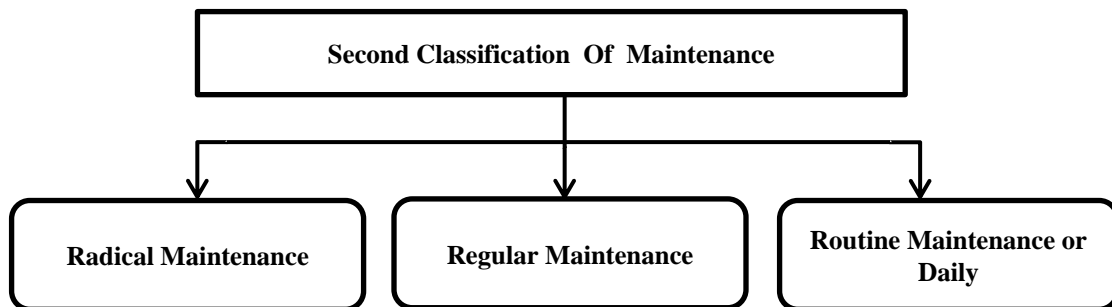 Second Classification Of Maintenance
Radical Maintenance
Regular Maintenance
Routine Maintenance or
Daily